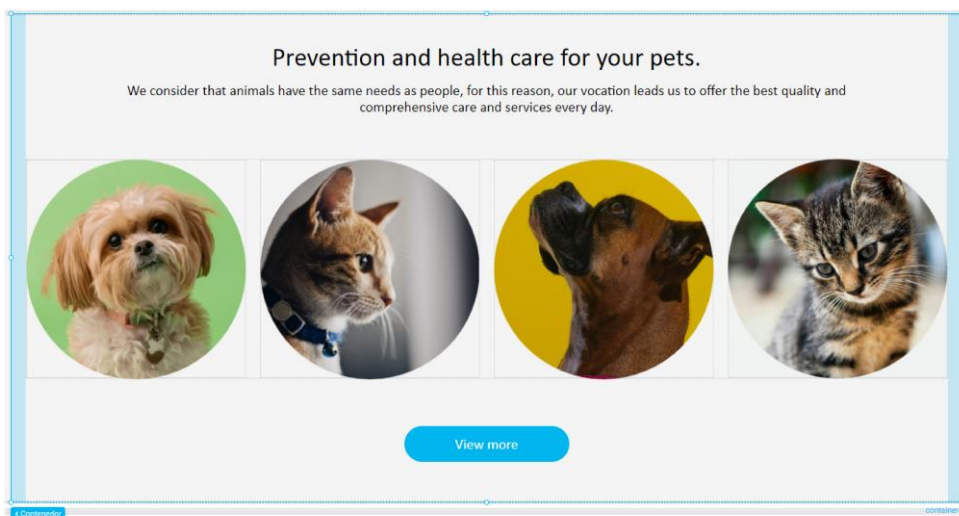 Prevention and health care for your pets.
We consider that animals have the same needs as people, for this reason, our vocation leads us to offer the best quality and
comprehensive care and services every day.
View more
< Contenedor
container